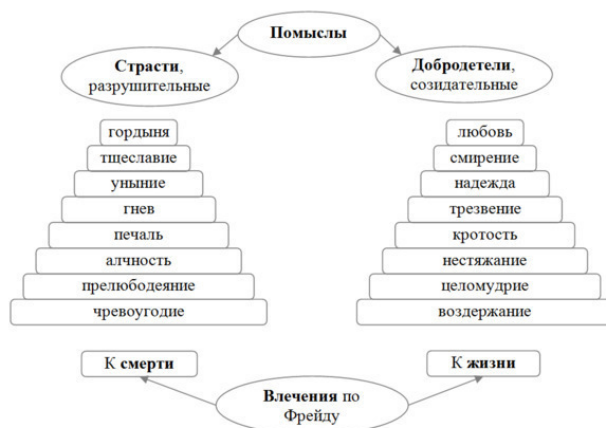 Помыслы
Страсти,
разрушительные
Добродетели,
созидательные
гордыня
тщеславие
уныние
гнев
печаль
алчность
прелюбодеяние
чревоугодие
любовь
смирение
надежда
трезвение
кротость
нестяжание
целомудрие
воздержание
К смерти
К жизни
Влечения по
Фрейду